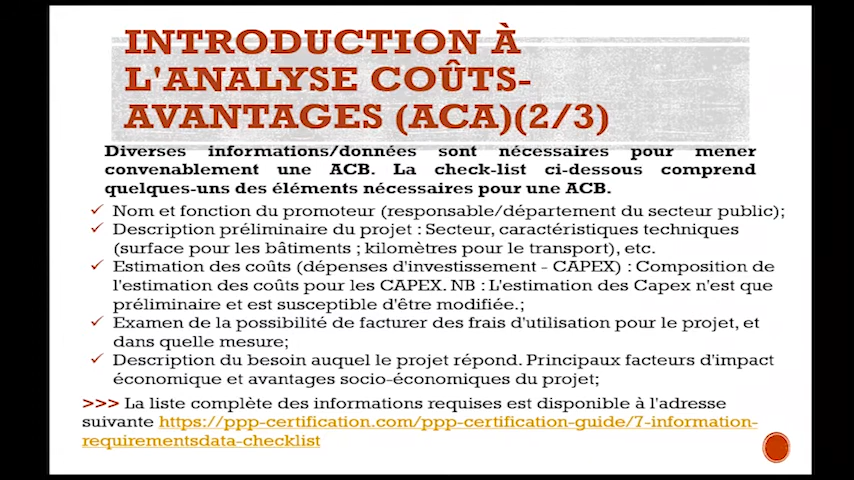 INTRODUCTION À
L'ANALYSE COÛTS-
AVANTAGES (ACA)(2/3)
Diverses informations/données sont nécessaires pour mener
convenablement une ACB. La check-list ci-dessous comprend
quelques-uns des éléments nécessaires pour une ACB.
✓ Nom et fonction du promoteur (responsable/département du secteur public);
✓ Description préliminaire du projet : Secteur, caractéristiques techniques
(surface pour les bâtiments ; kilomètres pour le transport), etc.
✓ Estimation des coûts (dépenses d'investissement - CAPEX) : Composition de
l'estimation des coûts pour les CAPEX. NB : L'estimation des Capex n'est que
préliminaire et est susceptible d'être modifiée.;
✓ Examen de la possibilité de facturer des frais d'utilisation pour le projet, et
dans quelle mesure;
✓ Description du besoin auquel le projet répond. Principaux facteurs d'impact
économique et avantages socio-économiques du projet;
>>> La liste complète des informations requises est disponible à l'adresse
suivante https://ppp-certification.com/ppp-certification-guide/7-information-
requirementsdata-checklist